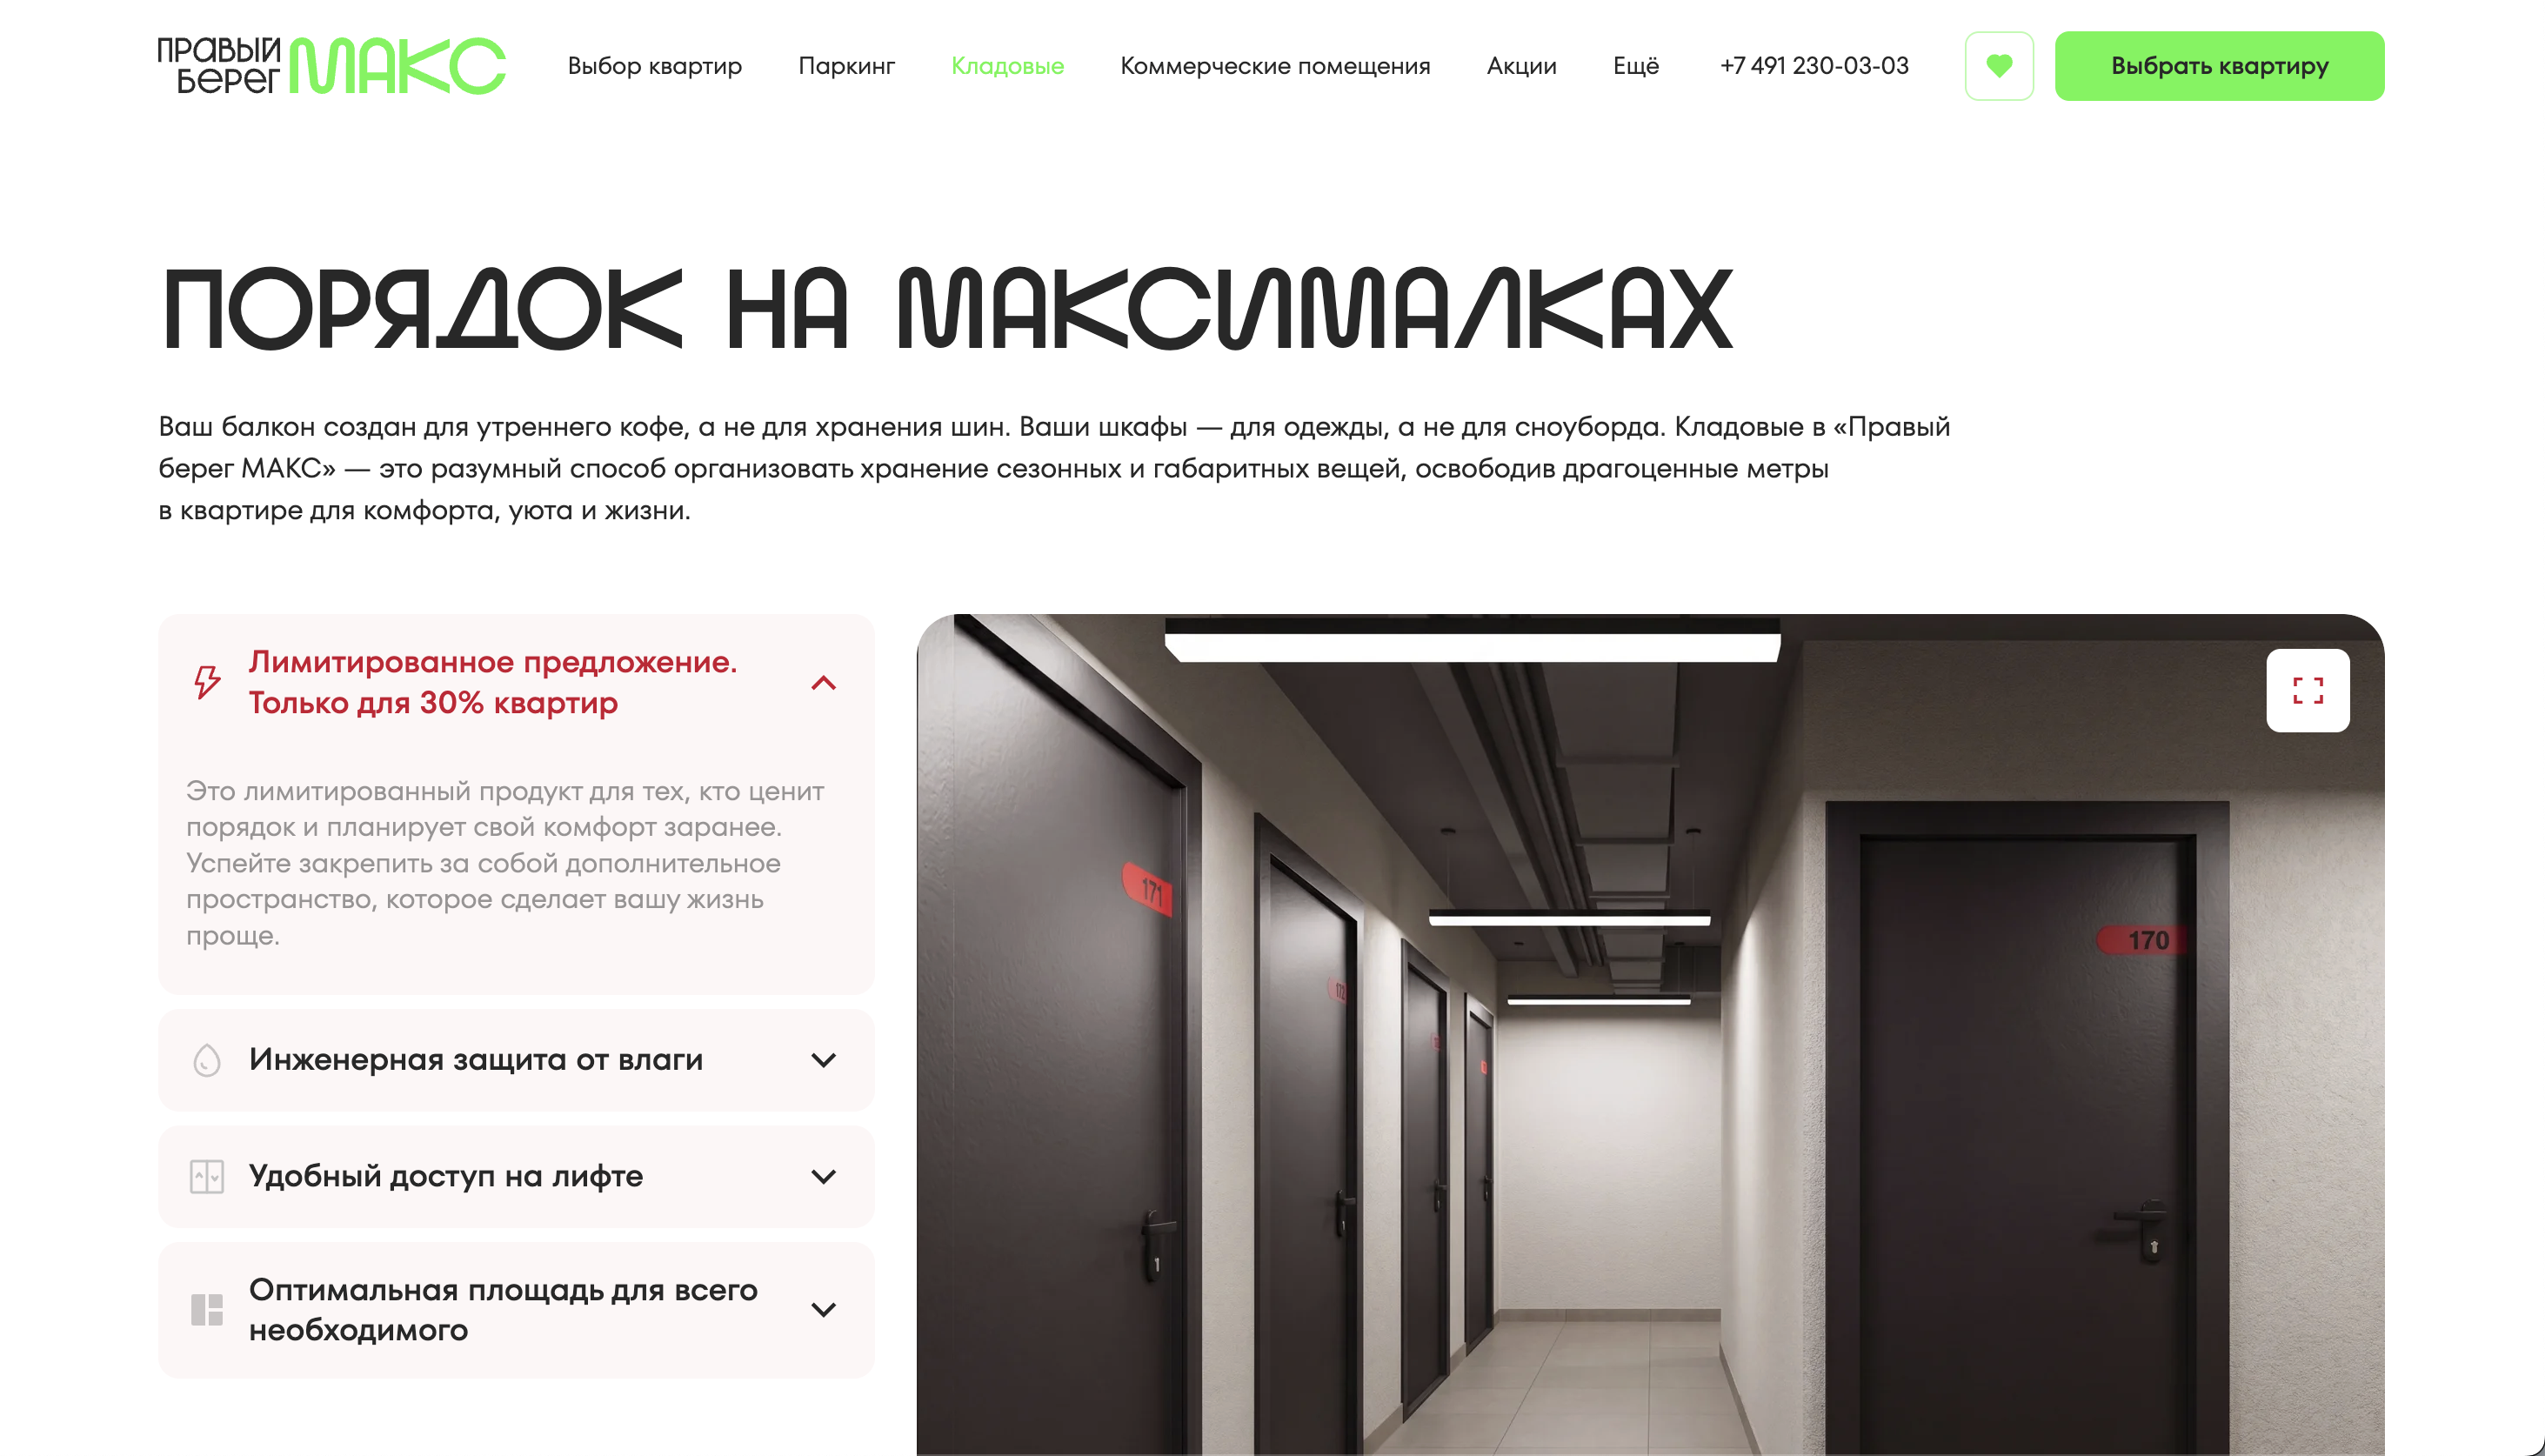 ПРАВЫЙ БЕРЕГ МАКС
Выбор квартир
Паркинг
Кладовые
Коммерческие помещения
Акции
Ещё
+7 491 230-03-03
Выбрать квартиру
ПОРЯДОК НА МАКСИМАЛКАХ
Ваш балкон создан для утреннего кофе, а не для хранения шин. Ваши шкафы — для одежды, а не для сноуборда. Кладовые в «Правый
берег МАКС» — это разумный способ организовать хранение сезонных и габаритных вещей, освободив драгоценные метры
в квартире для комфорта, уюта и жизни.
Лимитированное предложение.
Только для 30% квартир
Это лимитированный продукт для тех, кто ценит
порядок и планирует свой комфорт заранее.
Успейте закрепить за собой дополнительное
пространство, которое сделает вашу жизнь
проще.
Инженерная защита от влаги
Удобный доступ на лифте
Оптимальная площадь для всего
необходимого
171
172
170